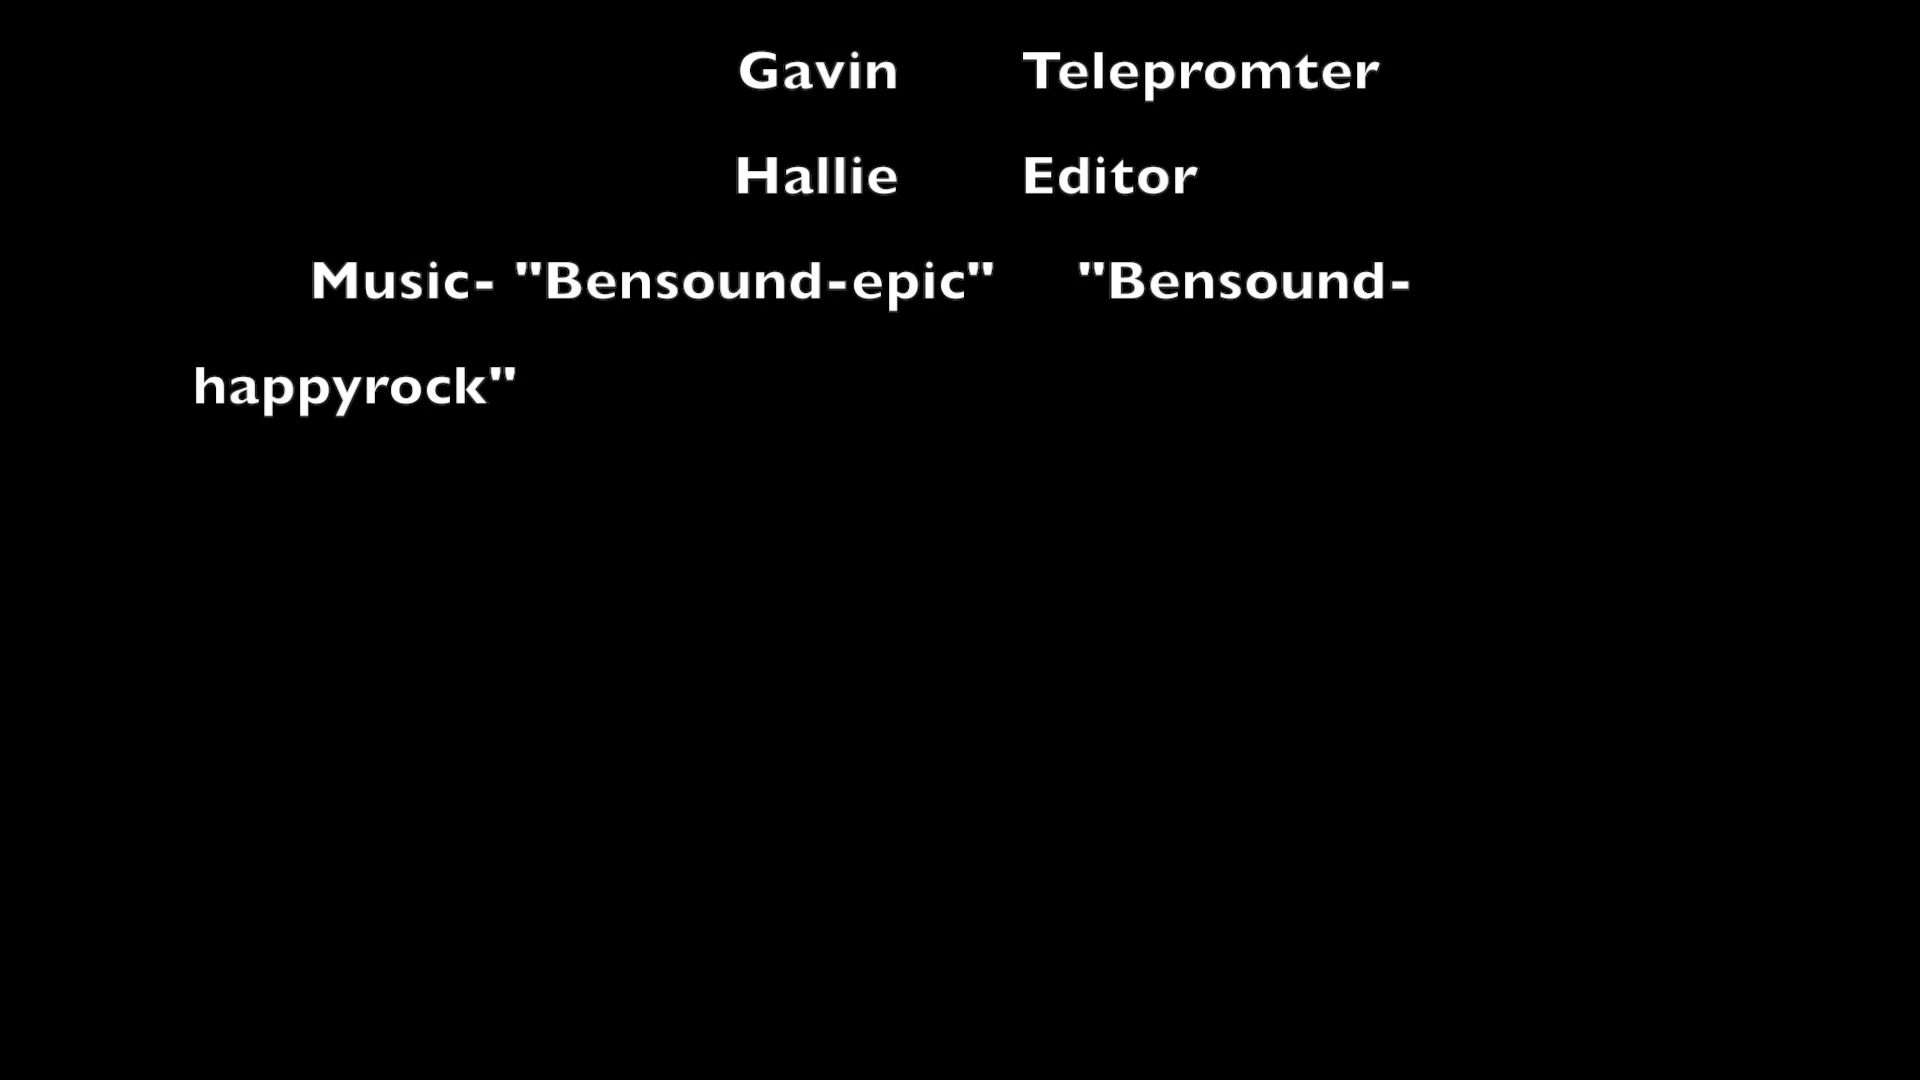 Gavin Telepromter
Hallie Editor
Music- "Bensound-epic" "Bensound-
happyrock"